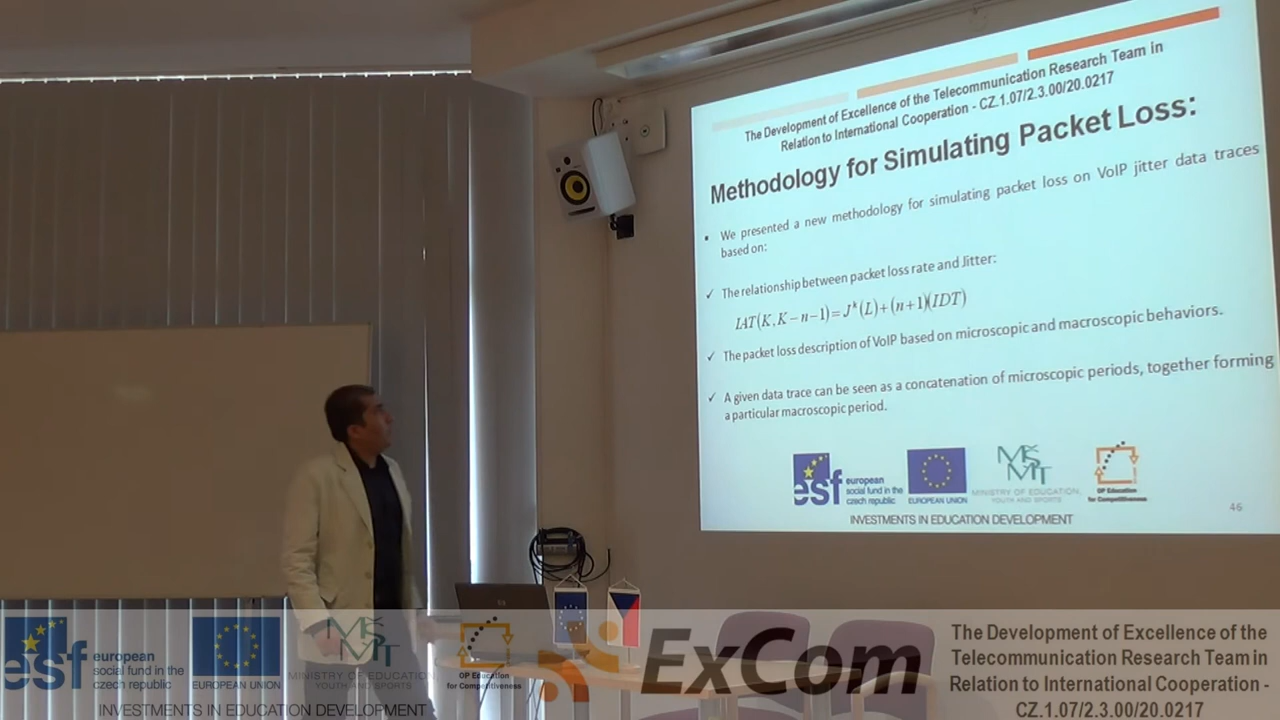 The Development of Excellence of the Telecommunication Research Team in
Relation to International Cooperation - CZ.1.07/2.3.00/20.0217
Methodology for Simulating Packet Loss:
• We presented a new methodology for simulating packet loss on VoIP jitter data traces
based on:
✓ The relationship between packet loss rate and Jitter:
IAT(K, K − n − 1) = J^k(L) + (n + 1)(IDT)
✓ The packet loss description of VoIP based on microscopic and macroscopic behaviors.
✓ A given data trace can be seen as a concatenation of microscopic periods, together forming
a particular macroscopic period.
esf
european
social fund in the
czech republic
EUROPEAN UNION
MŠMT
MINISTRY OF EDUCATION,
YOUTH AND SPORTS
OP Education
for Competitiveness
INVESTMENTS IN EDUCATION DEVELOPMENT
46
esf
european
social fund in the
czech republic
EUROPEAN UNION
MŠMT
MINISTRY OF EDUCATION,
YOUTH AND SPORTS
OP Education
for Competitiveness
INVESTMENTS IN EDUCATION DEVELOPMENT
ExCom
The Development of Excellence of the
Telecommunication Research Team in
Relation to International Cooperation -
CZ.1.07/2.3.00/20.0217